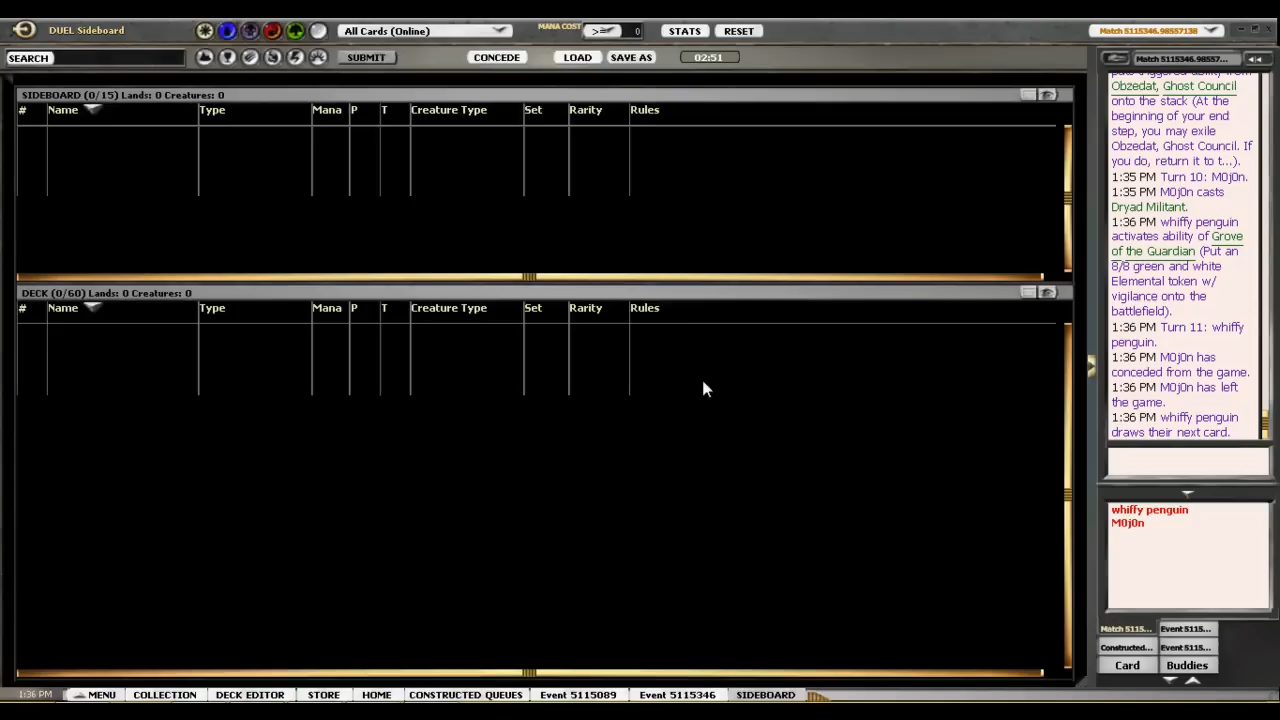 DUEL Sideboard
All Cards (Online)
MANA COST
>=
0
STATS
RESET
Match 5115346.98557138
SEARCH
SUBMIT
CONCEDE
LOAD
SAVE AS
02:51
Match 5115346.98557...
SIDEBOARD (0/15) Lands: 0 Creatures: 0
# Name Type Mana P T Creature Type Set Rarity Rules
DECK (0/60) Lands: 0 Creatures: 0
# Name Type Mana P T Creature Type Set Rarity Rules
Obzedat, Ghost Council
onto the stack (At the
beginning of your end
step, you may exile
Obzedat, Ghost Council. If
you do, return it to t...).
1:35 PM Turn 10: M0j0n.
1:35 PM M0j0n casts
Dryad Militant.
1:36 PM whiffy penguin
activates ability of Grove
of the Guardian (Put an
8/8 green and white
Elemental token w/
vigilance onto the
battlefield).
1:36 PM Turn 11: whiffy
penguin.
1:36 PM M0j0n has
conceded from the game.
1:36 PM M0j0n has left
the game.
1:36 PM whiffy penguin
draws their next card.
whiffy penguin
M0j0n
Match 5115...
Event 5115...
Constructed...
Event 5115...
Card
Buddies
1:36 PM
MENU
COLLECTION
DECK EDITOR
STORE
HOME
CONSTRUCTED QUEUES
Event 5115089
Event 5115346
SIDEBOARD